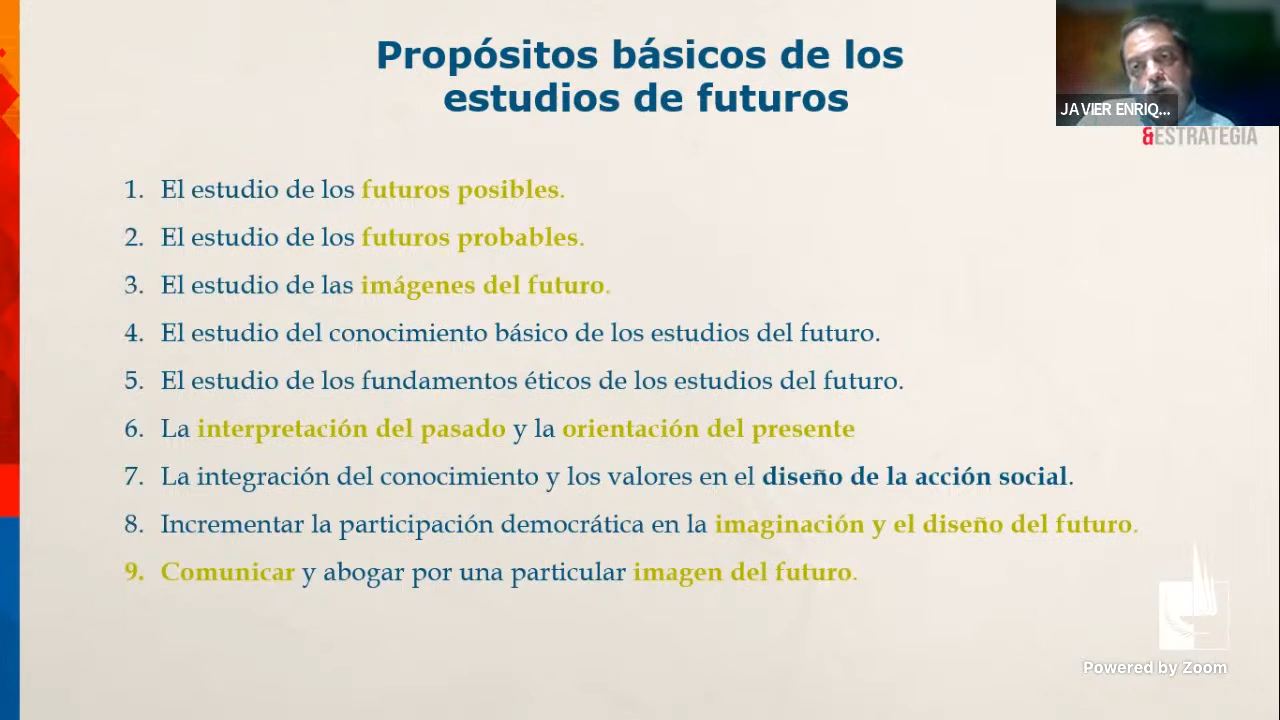 Propósitos básicos de los
estudios de futuros
JAVIER ENRIQ...
&ESTRATEGIA
1. El estudio de los futuros posibles.
2. El estudio de los futuros probables.
3. El estudio de las imágenes del futuro.
4. El estudio del conocimiento básico de los estudios del futuro.
5. El estudio de los fundamentos éticos de los estudios del futuro.
6. La interpretación del pasado y la orientación del presente
7. La integración del conocimiento y los valores en el diseño de la acción social.
8. Incrementar la participación democrática en la imaginación y el diseño del futuro.
9. Comunicar y abogar por una particular imagen del futuro.
Powered by Zoom